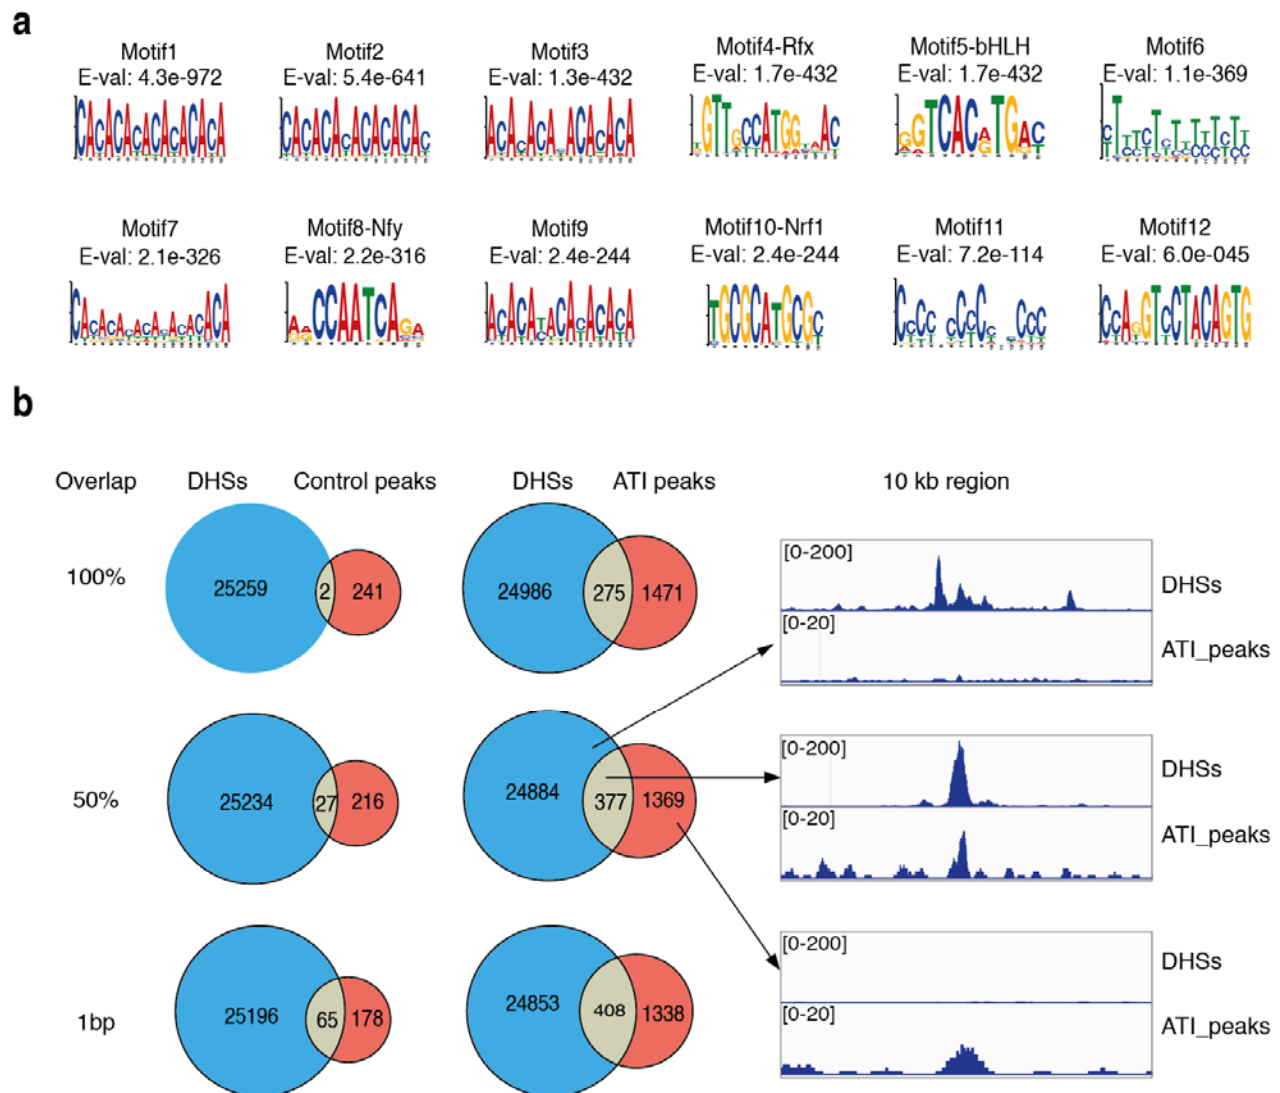 a
Motif1 Motif2 Motif3 Motif4-Rfx Motif5-bHLH Motif6
E-val: 4.3e-972 E-val: 5.4e-641 E-val: 1.3e-432 E-val: 1.7e-432 E-val: 1.7e-432 E-val: 1.1e-369
Motif7 Motif8-Nfy Motif9 Motif10-Nrf1 Motif11 Motif12
E-val: 2.1e-326 E-val: 2.2e-316 E-val: 2.4e-244 E-val: 2.4e-244 E-val: 7.2e-114 E-val: 6.0e-045
b
Overlap DHSs Control peaks DHSs ATI peaks 10 kb region
100% 25259 2 241 24986 275 1471
[0-200] DHSs
[0-20] ATI_peaks
50% 25234 27 216 24884 377 1369
[0-200] DHSs
[0-20] ATI_peaks
1bp 25196 65 178 24853 408 1338
[0-200] DHSs
[0-20] ATI_peaks